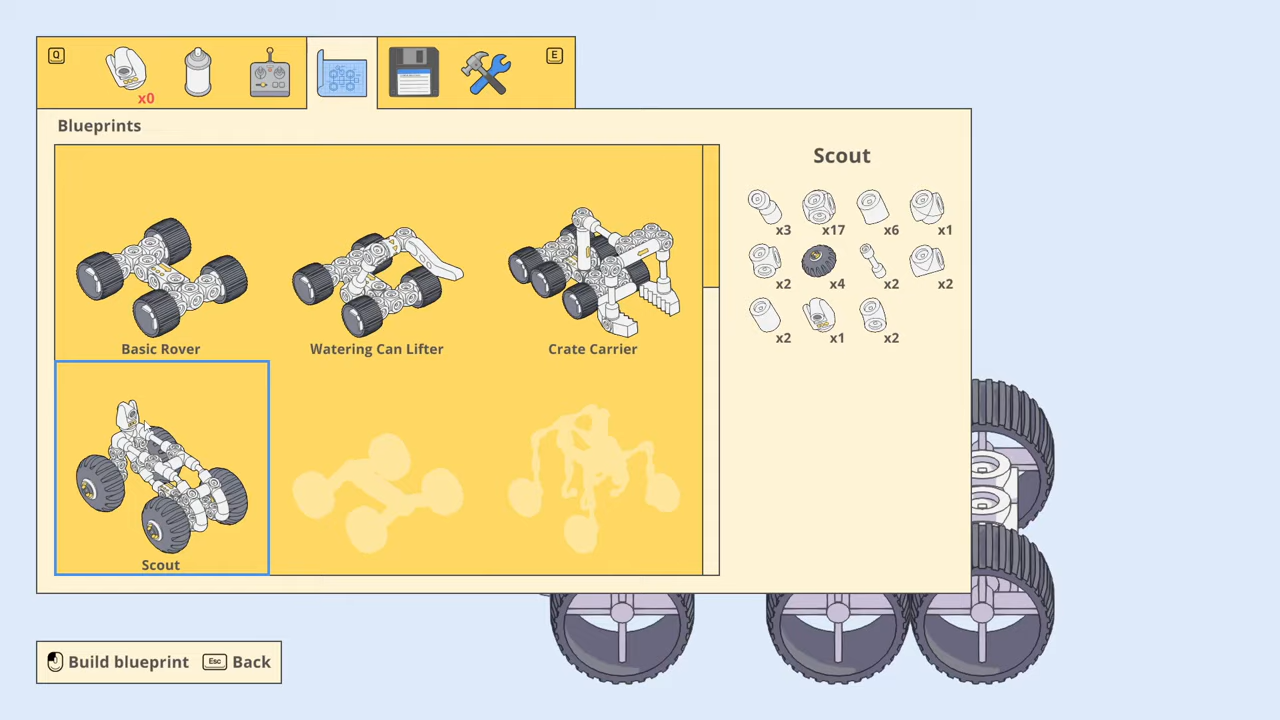 Q
E
x0
Blueprints
Scout
x3 x17 x6 x1
x2 x4 x2 x2
x2 x1 x2
Basic Rover Watering Can Lifter Crate Carrier
Scout
Build blueprint Esc Back